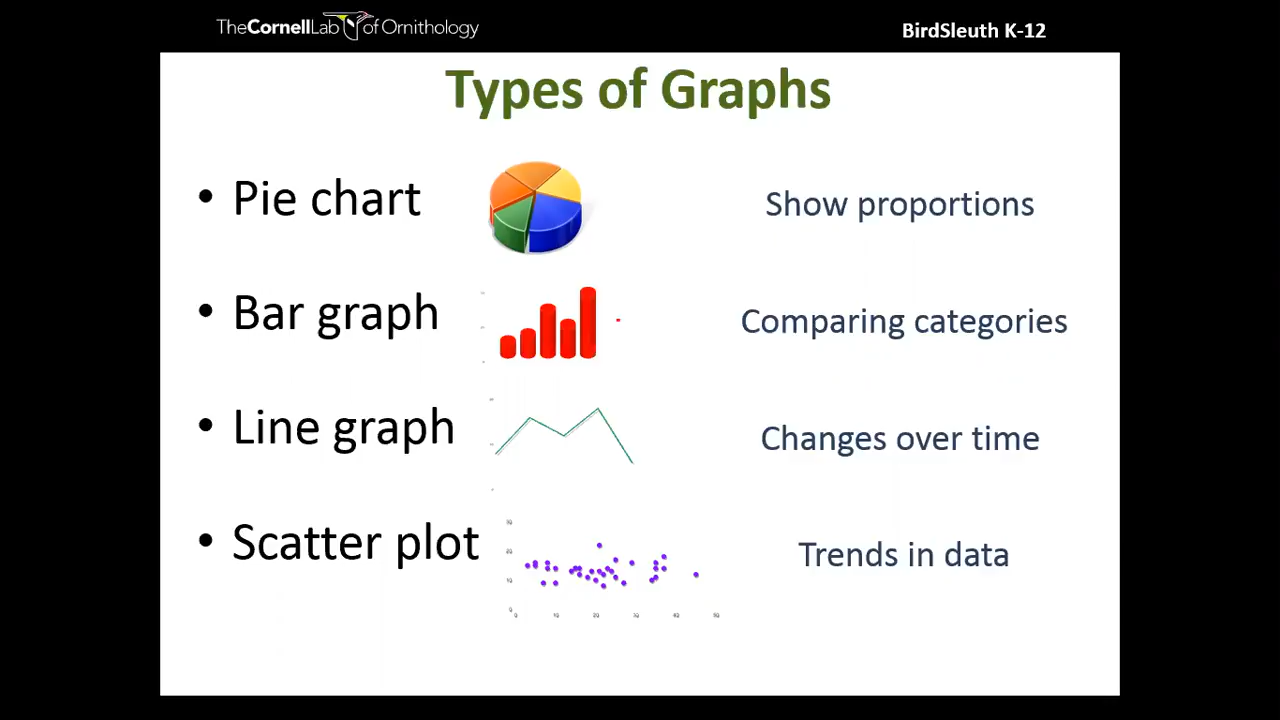 TheCornellLab of Ornithology
BirdSleuth K-12
Types of Graphs
• Pie chart
Show proportions
• Bar graph
Comparing categories
• Line graph
Changes over time
• Scatter plot
Trends in data